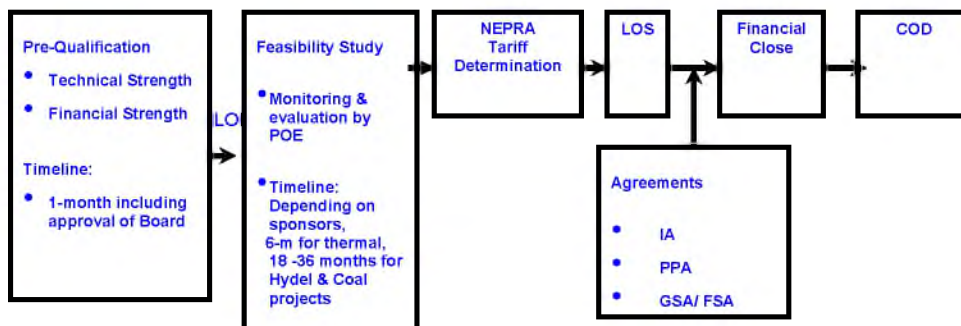 Pre-Qualification
• Technical Strength
• Financial Strength
Timeline:
• 1-month including
approval of Board
LOI
Feasibility Study
• Monitoring &
evaluation by
POE
• Timeline:
Depending on
sponsors,
6-m for thermal,
18 -36 months for
Hydel & Coal
projects
NEPRA
Tariff
Determination
LOS
Financial
Close
COD
Agreements
• IA
• PPA
• GSA/ FSA